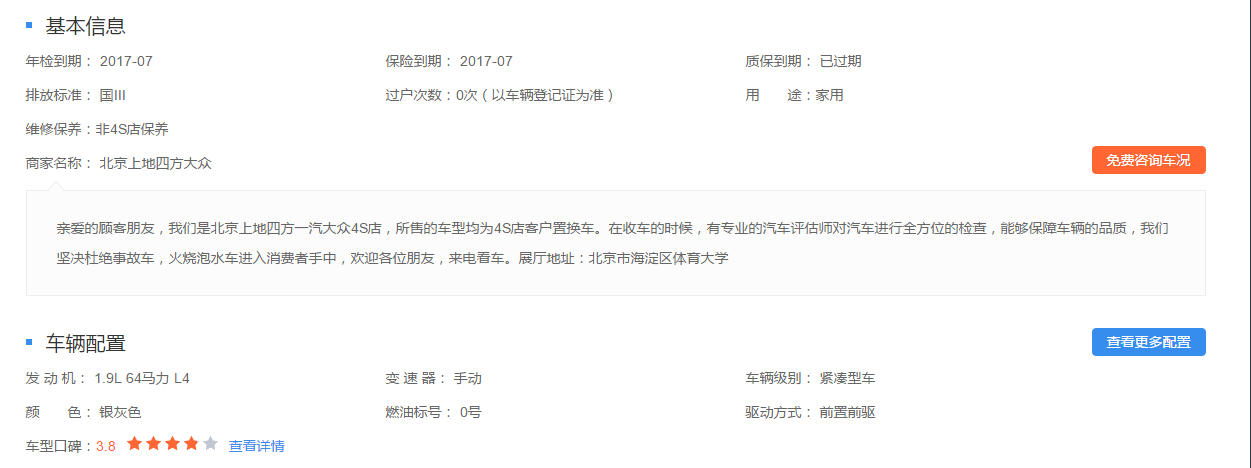 基本信息
年检到期： 2017-07 保险到期： 2017-07 质保到期： 已过期
排放标准： 国III 过户次数：0次（以车辆登记证为准） 用 途：家用
维修保养：非4S店保养
商家名称： 北京上地四方大众 免费咨询车况
亲爱的顾客朋友，我们是北京上地四方一汽大众4S店，所售的车型均为4S店客户置换车。在收车的时候，有专业的汽车评估师对汽车进行全方位的检查，能够保障车辆的品质，我们
坚决杜绝事故车，火烧泡水车进入消费者手中，欢迎各位朋友，来电看车。展厅地址：北京市海淀区体育大学
车辆配置 查看更多配置
发 动 机： 1.9L 64马力 L4 变 速 器： 手动 车辆级别： 紧凑型车
颜 色： 银灰色 燃油标号： 0号 驱动方式： 前置前驱
车型口碑：3.8 查看详情